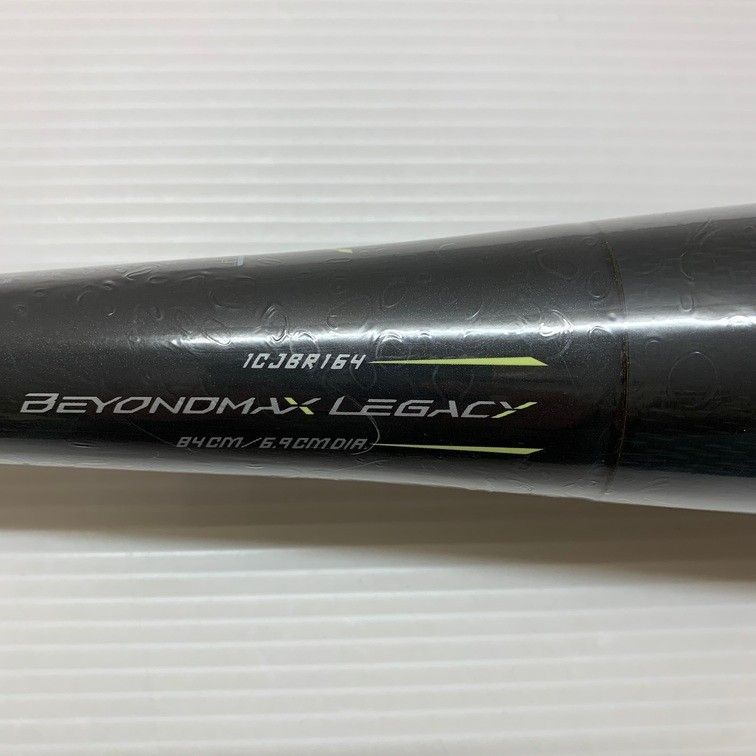 1CJBR164
BEYONDMAX LEGACY
84CM/6.9CMDIA.